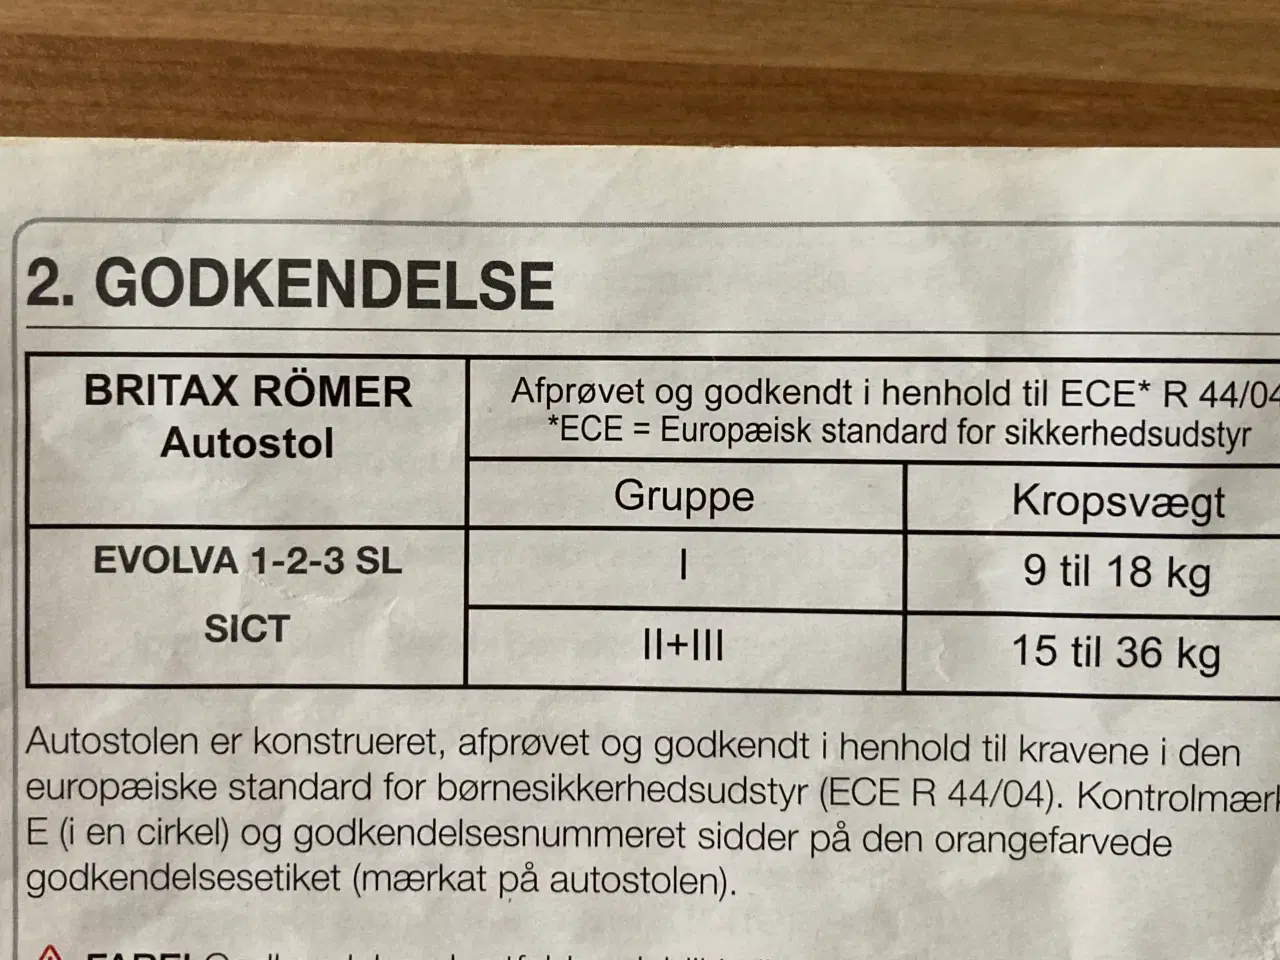 2. GODKENDELSE
BRITAX RÖMER
Autostol
Afprøvet og godkendt i henhold til ECE* R 44/04
*ECE = Europæisk standard for sikkerhedsudstyr
Gruppe
Kropsvægt
EVOLVA 1-2-3 SL
SICT
I
9 til 18 kg
II+III
15 til 36 kg
Autostolen er konstrueret, afprøvet og godkendt i henhold til kravene i den
europæiske standard for børnesikkerhedsudstyr (ECE R 44/04). Kontrolmærk
E (i en cirkel) og godkendelsesnummeret sidder på den orangefarvede
godkendelsesetiket (mærkat på autostolen).